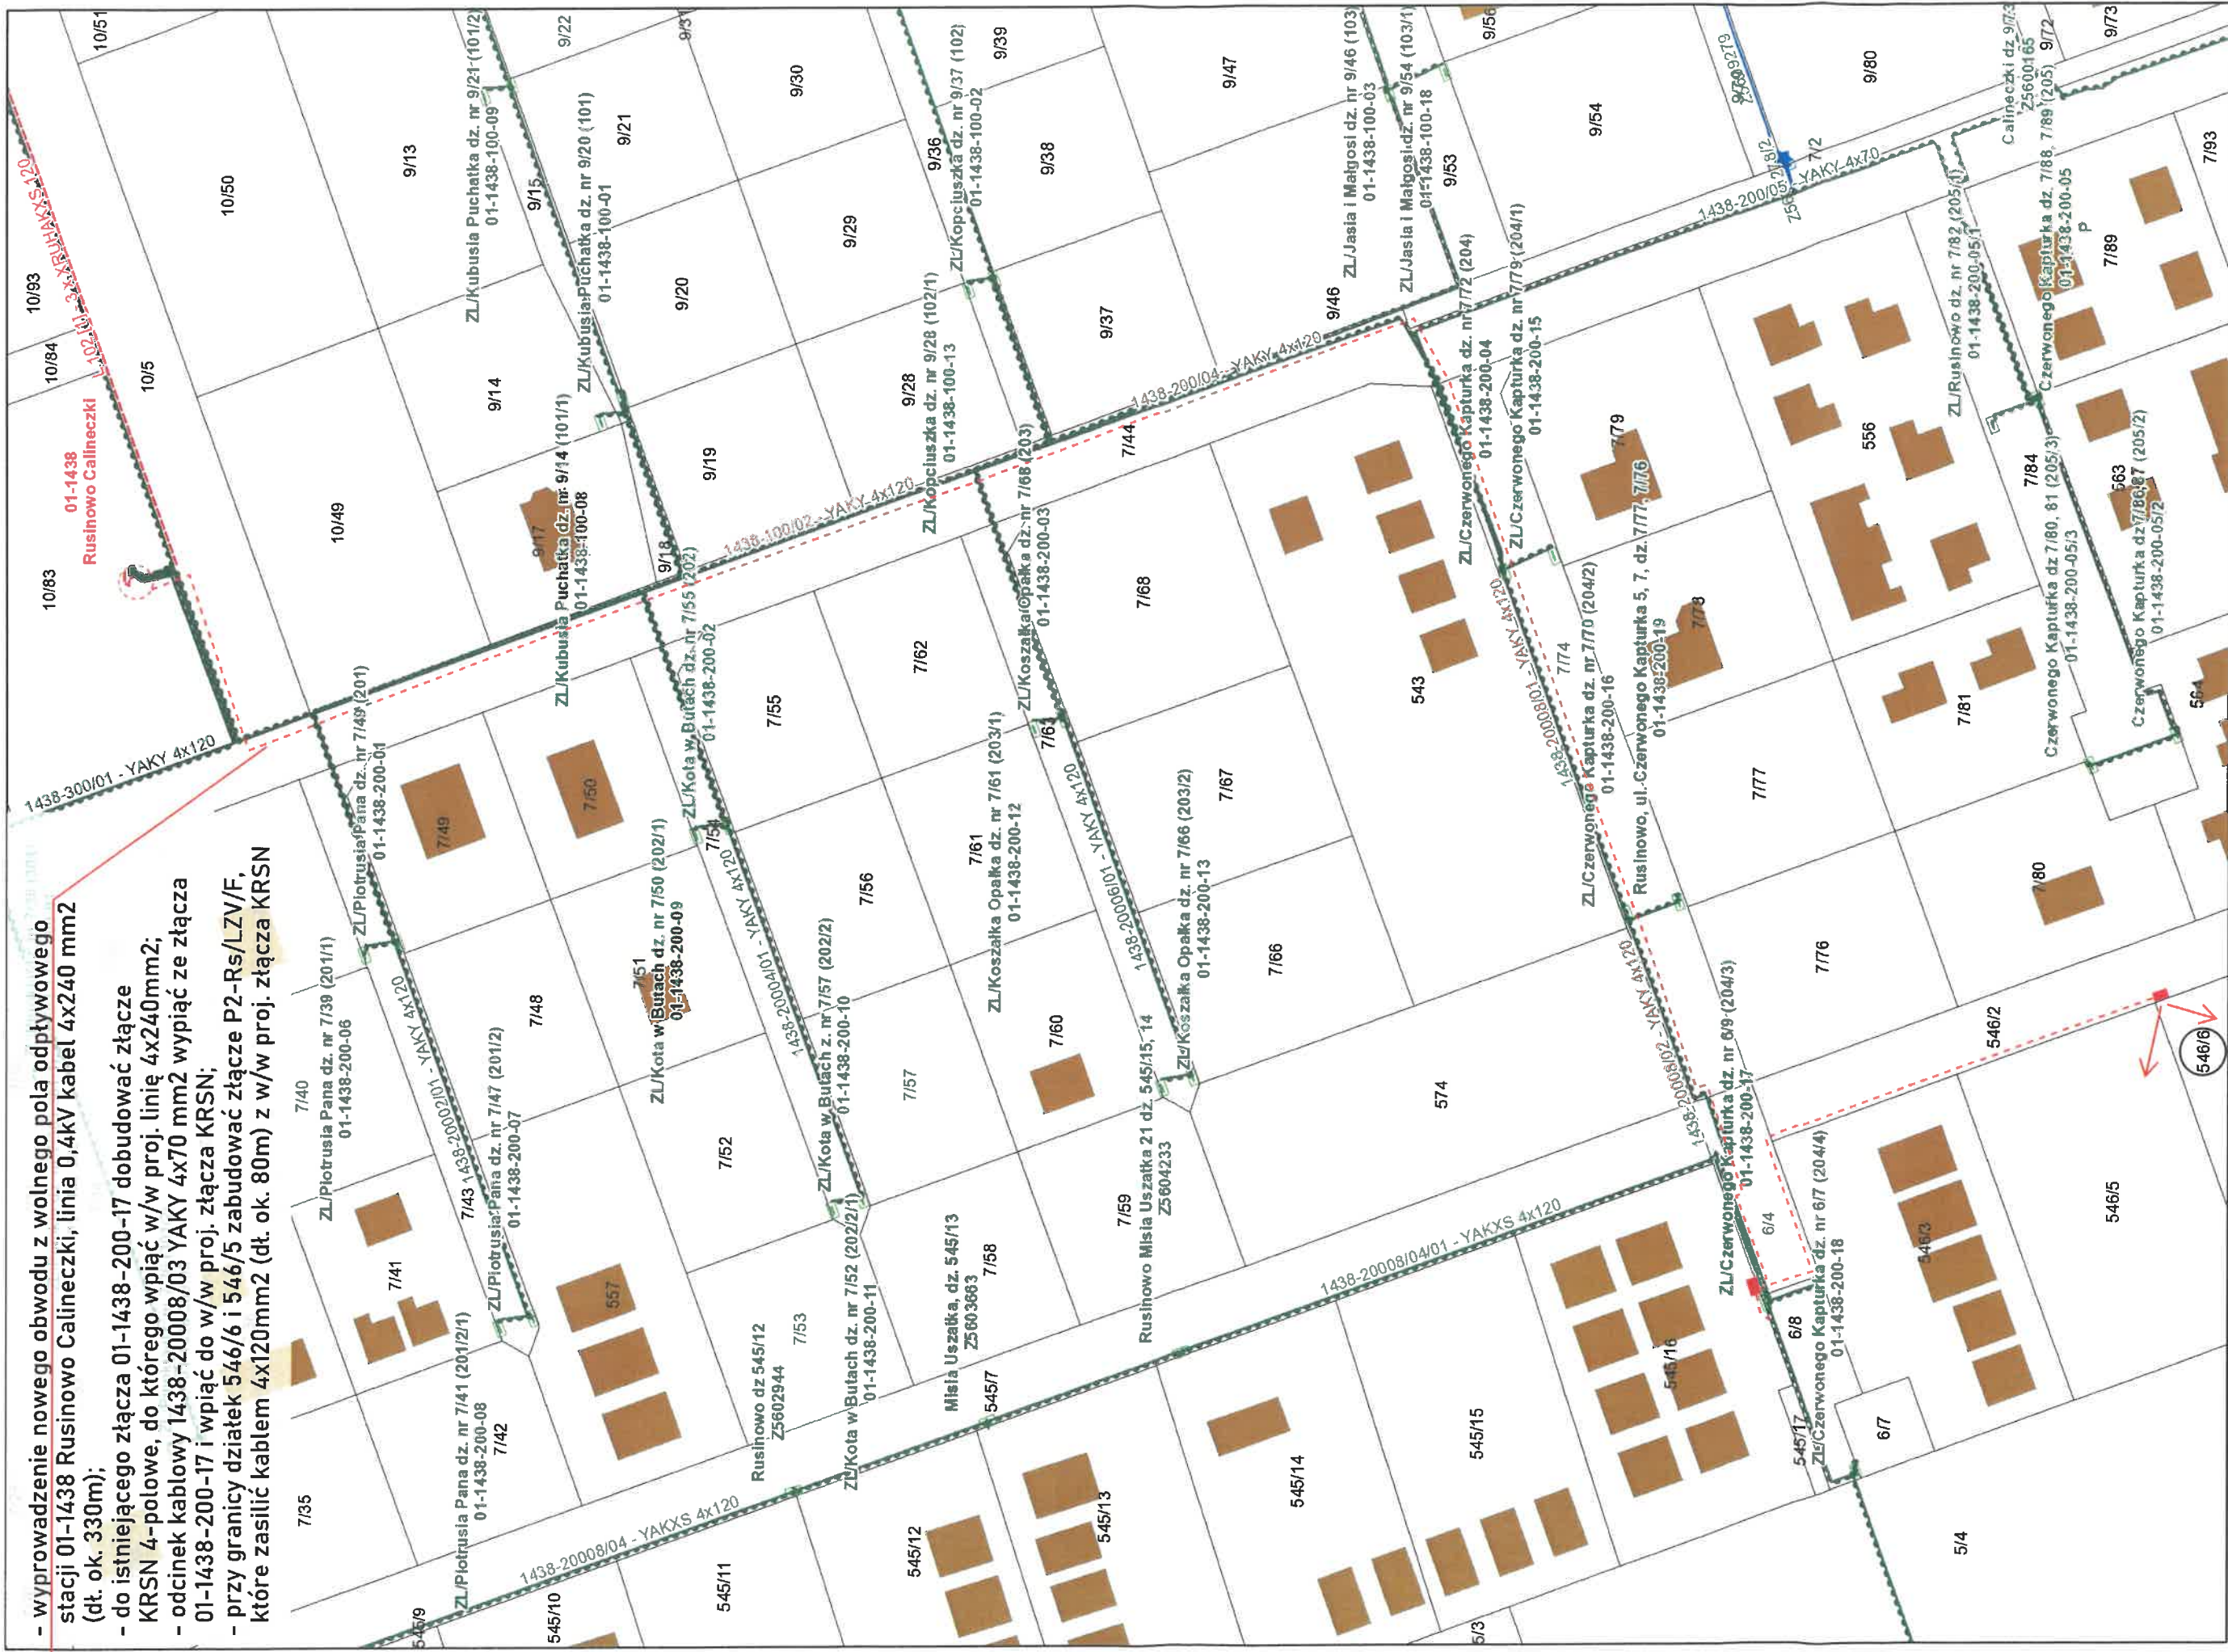 - wyprowadzenie nowego obwodu z wolnego pola odpływowego
stacji 01-1438 Rusinowo Calineczki, linia 0,4kV kabel 4x240 mm2
(dł. ok. 330m);
- do istniejącego złącza 01-1438-200-17 dobudować złącze
KRSN 4-polowe, do którego wpiąć w/w proj. linię 4x240mm2;
- odcinek kablowy 1438-20008/03 YAKY 4x70 mm2 wypiąć ze złącza
01-1438-200-17 i wpiąć do w/w proj. złącza KRSN;
- przy granicy działek 546/6 i 546/5 zabudować złącze P2-Rs/LZV/F,
które zasilić kablem 4x120mm2 (dł. ok. 80m) z w/w proj. złącza KRSN
10/83
10/84
10/93
10/51
01-1438
Rusinowo Calineczki
3 x XRUHAKXS 120
10/5
10/50
10/49
1438-300/01 - YAKY 4x120
9/13
9/14
9/15
9/17
9/18
9/19
9/20
9/21
9/22
9/31
9/30
9/29
9/28
9/36
9/37
9/38
9/39
9/46
9/47
9/53
9/54
9/56
9/80
9/72
9/73
ZL/Kubusia Puchatka dz. nr 9/21 (101/2)
01-1438-100-09
ZL/Kubusia Puchatka dz. nr 9/20 (101)
01-1438-100-01
ZL/Kubusia Puchatka dz. nr 9/14 (101/1)
01-1438-100-08
ZL/Kopciuszka dz. nr 9/37 (102)
01-1438-100-02
ZL/Kopciuszka dz. nr 9/28 (102/1)
01-1438-100-13
ZL/Jasia i Małgosi dz. nr 9/46 (103)
01-1438-100-03
ZL/Jasia i Małgosi dz. nr 9/54 (103/1)
01-1438-100-18
1438-100/02 - YAKY 4x120
1438-200/04 - YAKY 4x120
1438-200/05 - YAKY 4x70
7/2
Calineczki dz 9/73
Z5600165
ZL/Piotrusia Pana dz. nr 7/49 (201)
01-1438-200-01
ZL/Piotrusia Pana dz. nr 7/39 (201/1)
01-1438-200-06
ZL/Piotrusia Pana dz. nr 7/47 (201/2)
01-1438-200-07
ZL/Piotrusia Pana dz. nr 7/41 (201/2/1)
01-1438-200-08
1438-20002/01 - YAKY 4x120
7/40
7/43
7/41
7/35
7/42
7/49
7/50
7/48
7/51
7/52
7/53
7/54
7/55
7/56
7/57
557
ZL/Kota w Butach dz. nr 7/55 (202)
01-1438-200-02
ZL/Kota w Butach dz. nr 7/50 (202/1)
01-1438-200-09
ZL/Kota w Butach z. nr 7/57 (202/2)
01-1438-200-10
ZL/Kota w Butach dz. nr 7/52 (202/2/1)
01-1438-200-11
1438-20004/01 - YAKY 4x120
Rusinowo dz 545/12
Z5602944
Misia Uszatka, dz. 545/13
Z5603663
Rusinowo Misia Uszatka 21 dz. 545/15, 14
Z5604233
7/62
7/63
7/61
7/60
7/59
7/58
7/68
7/67
7/66
7/44
ZL/Koszałka Opałka dz. nr 7/68 (203)
01-1438-200-03
ZL/Koszałka Opałka dz. nr 7/61 (203/1)
01-1438-200-12
ZL/Koszałka Opałka dz. nr 7/66 (203/2)
01-1438-200-13
1438-20006/01 - YAKY 4x120
543
574
ZL/Czerwonego Kapturka dz. nr 7/72 (204)
01-1438-200-04
ZL/Czerwonego Kapturka dz. nr 7/79 (204/1)
01-1438-200-15
ZL/Czerwonego Kapturka dz. nr 7/70 (204/2)
01-1438-200-16
Rusinowo, ul. Czerwonego Kapturka 5, 7, dz. 7/77, 7/76
01-1438-200-19
ZL/Czerwonego Kapturka dz. nr 6/9 (204/3)
01-1438-200-17
ZL/Czerwonego Kapturka dz. nr 6/7 (204/4)
01-1438-200-18
1438-20008/01 - YAKY 4x120
1438-20008/02 - YAKY 4x120
7/74
7/79
7/78
7/77
7/76
7/80
7/81
7/84
7/89
7/93
556
563
564
P
ZL/Rusinowo dz. nr 7/82 (205/1)
01-1438-200-05/1
Czerwonego Kapturka dz. 7/88, 7/89 (205)
01-1438-200-05
Czerwonego Kapturka dz 7/80, 81 (205/3)
01-1438-200-05/3
Czerwonego Kapturka dz 7/86,87 (205/2)
01-1438-200-05/2
1438-20008/04 - YAKXS 4x120
1438-20008/04/01 - YAKXS 4x120
545/9
545/10
545/11
545/12
545/13
545/7
545/14
545/15
545/16
545/17
5/3
5/4
6/4
6/7
6/8
546/2
546/3
546/5
546/6